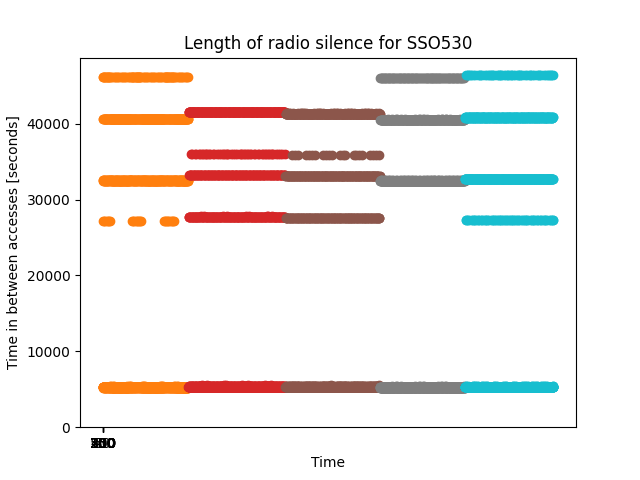 Length of radio silence for SSO530
Time in between accesses [seconds]
40000
30000
20000
10000
0
Time